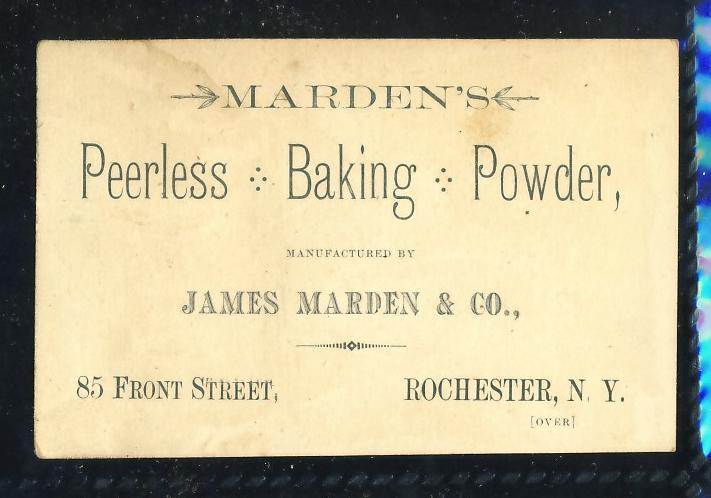 MARDEN'S
Peerless Baking Powder,
MANUFACTURED BY
JAMES MARDEN & CO.,
85 FRONT STREET, ROCHESTER, N. Y.
[OVER]